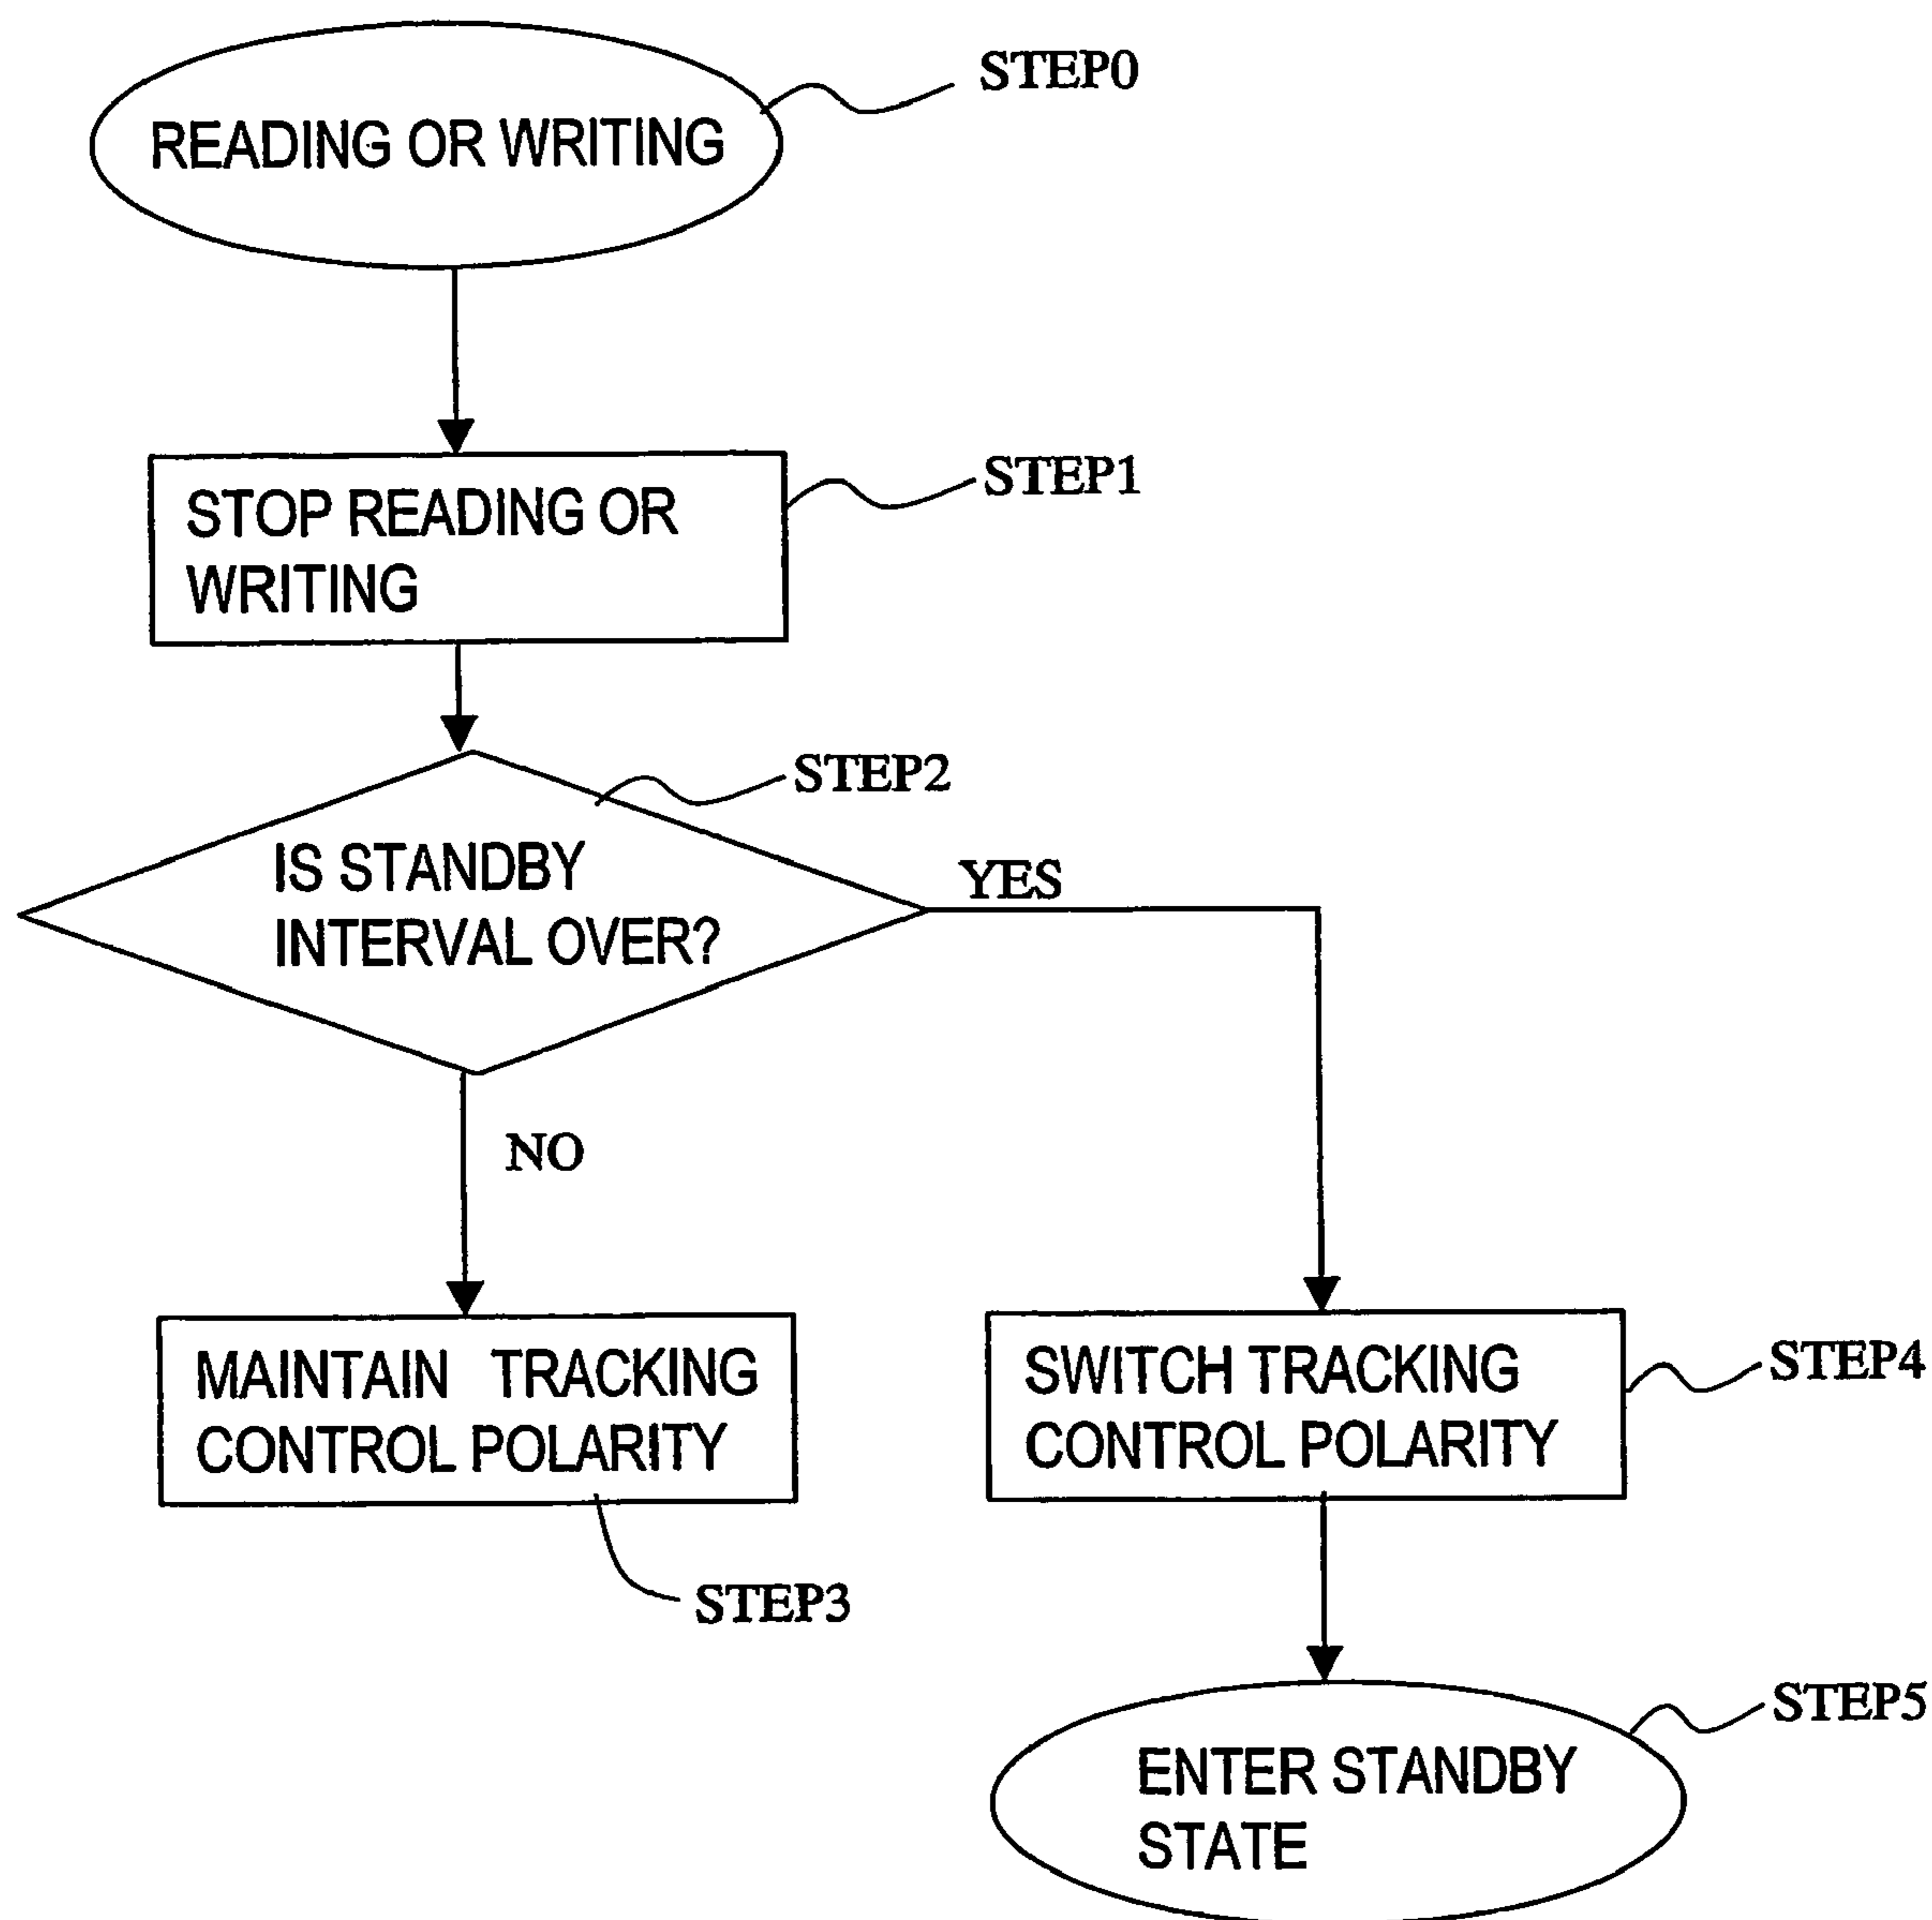 READING OR WRITING
STEP0
STOP READING OR
WRITING
STEP1
STEP2
IS STANDBY
INTERVAL OVER?
YES
NO
MAINTAIN TRACKING
CONTROL POLARITY
STEP3
SWITCH TRACKING
CONTROL POLARITY
STEP4
ENTER STANDBY
STATE
STEP5